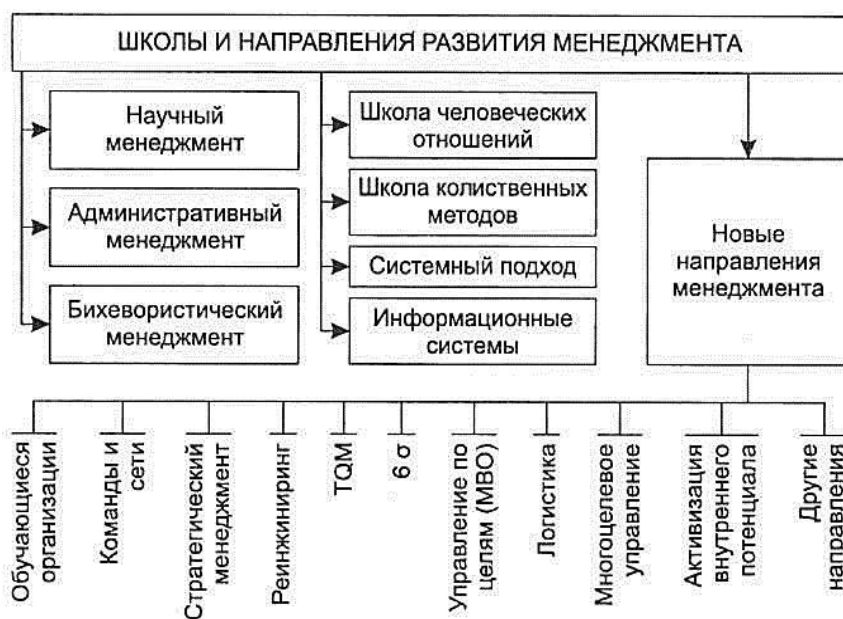 ШКОЛЫ И НАПРАВЛЕНИЯ РАЗВИТИЯ МЕНЕДЖМЕНТА
Научный
менеджмент
Административный
менеджмент
Бихевористический
менеджмент
Школа человеческих
отношений
Школа колиственных
методов
Системный подход
Информационные
системы
Новые
направления
менеджмента
Обучающиеся
организации
Команды и
сети
Стратегический
менеджмент
Реинжиниринг
TQM
6 σ
Управление по
целям (МВО)
Логистика
Многоцелевое
управление
Активизация
внутреннего
потенциала
Другие
направления